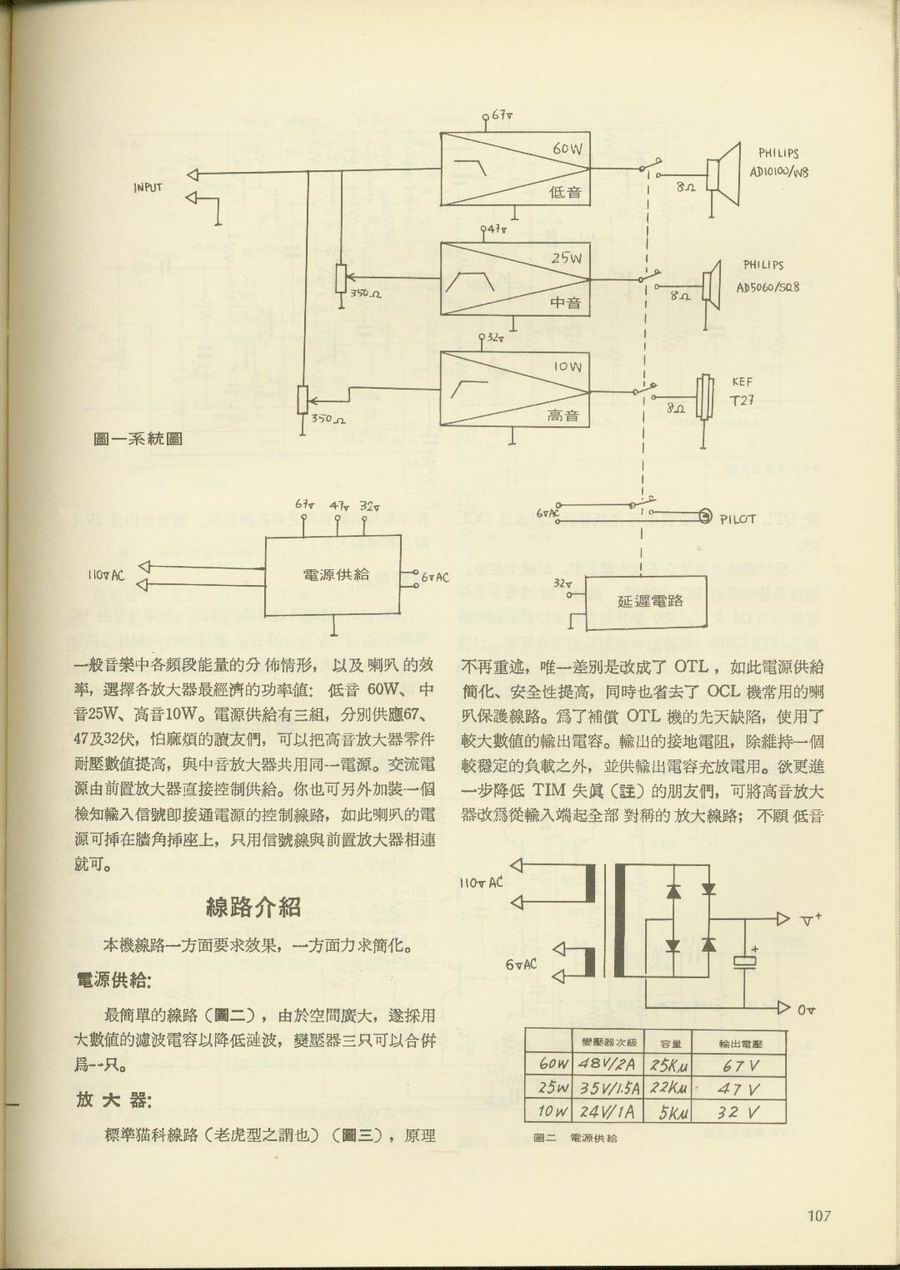 67v
60W
低音
INPUT
8Ω
PHILIPS
AD10100/W8
47v
25W
中音
350Ω
8Ω
PHILIPS
AD5060/SQ8
32v
10W
高音
350Ω
8Ω
KEF
T27
圖一系統圖
67v 47v 32v
110vAC
電源供給
6vAC
6vAC
PILOT
32v
延遲電路
一般音樂中各頻段能量的分佈情形，以及喇叭的效
率，選擇各放大器最經濟的功率值：低音 60W、中
音25W、高音10W。電源供給有三組，分別供應67、
47及32伏，怕麻煩的讀友們，可以把高音放大器零件
耐壓數值提高，與中音放大器共用同一電源。交流電
源由前置放大器直接控制供給。你也可另外加裝一個
檢知輸入信號卽接通電源的控制線路，如此喇叭的電
源可挿在牆角挿座上，只用信號線與前置放大器相連
就可。
線路介紹
本機線路一方面要求效果，一方面力求簡化。
電源供給：
最簡單的線路（圖二），由於空間廣大，遂採用
大數值的濾波電容以降低漣波，變壓器三只可以合併
爲一只。
放大器：
標準猫科線路（老虎型之謂也）（圖三），原理
不再重述，唯一差別是改成了 OTL，如此電源供給
簡化、安全性提高，同時也省去了 OCL 機常用的喇
叭保護線路。爲了補償 OTL 機的先天缺陷，使用了
較大數值的輸出電容。輸出的接地電阻，除維持一個
較穩定的負載之外，並供輸出電容充放電用。欲更進
一步降低 TIM 失眞（註）的朋友們，可將高音放大
器改爲從輸入端起全部對稱的放大線路；不願低音
110vAC
6vAC
V+
+
0v
變壓器次級 容量 輸出電壓
60W 48V/2A 25Kμ 67V
25W 35V/1.5A 22Kμ 47V
10W 24V/1A 5Kμ 32V
圖二 電源供給
107